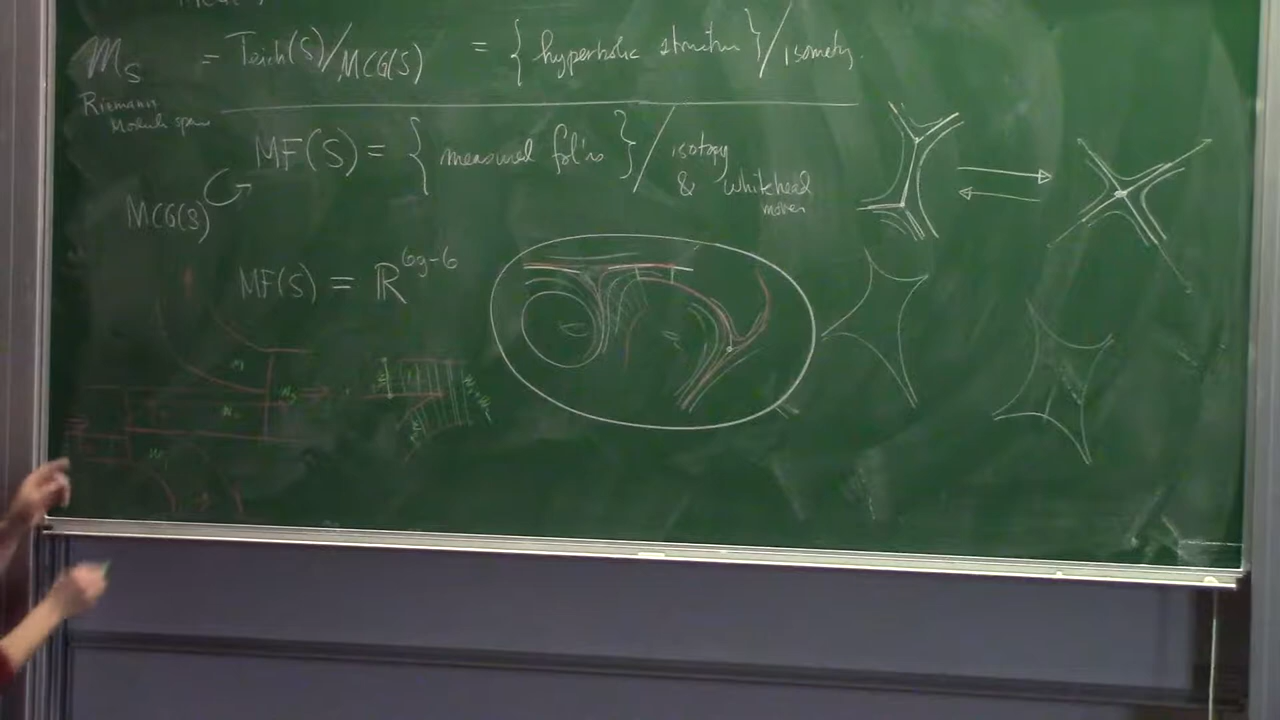 M_S = Teich(S)/MCG(S) = { hyperbolic structures } / isometry
Riemann
Moduli space
MF(S) = { measured fol's } / isotopy
& Whitehead
moves
MCG(S)
MF(S) = ℝ^{6g-6}